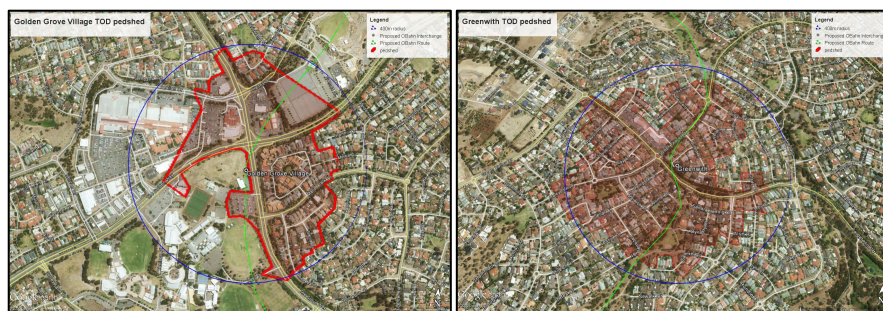 Golden Grove Village TOD pedshed
Legend
400m radius
Proposed OBahn Interchange
Proposed OBahn Route
pedshed
Golden Grove Village
Greenwith TOD pedshed
Legend
400m radius
Proposed OBahn Interchange
Proposed OBahn Route
pedshed
Greenwith